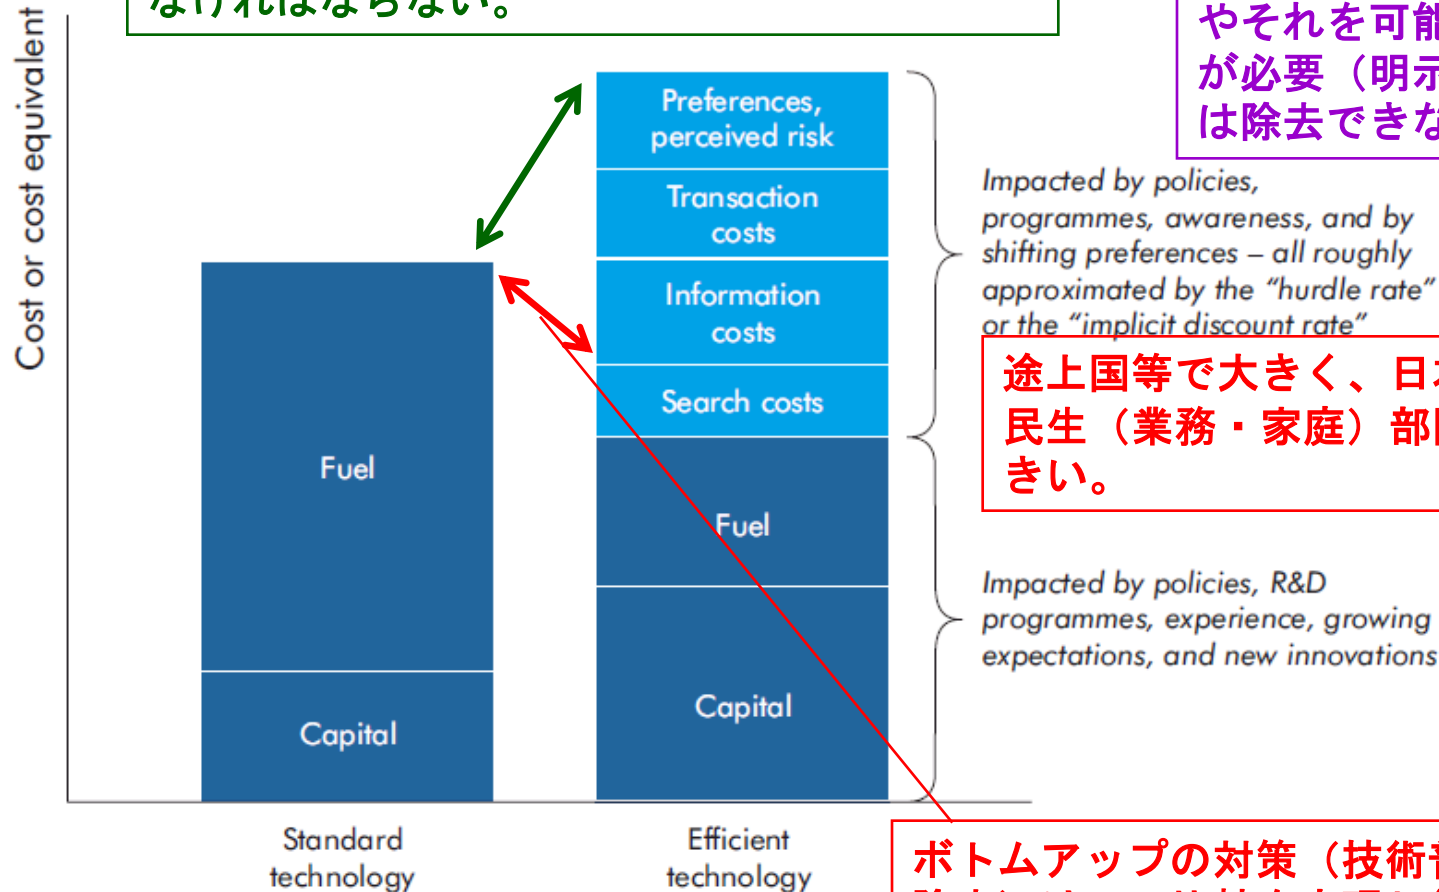 なければならない。
やそれを可能
が必要（明示
は除去できな
Cost or cost equivalent
Preferences,
perceived risk
Transaction
costs
Information
costs
Search costs
Fuel
Capital
Fuel
Capital
Impacted by policies,
programmes, awareness, and by
shifting preferences – all roughly
approximated by the “hurdle rate”
or the “implicit discount rate”
途上国等で大きく、日本
民生（業務・家庭）部
きい。
Impacted by policies, R&D
programmes, experience, growing
expectations, and new innovations
Standard
technology
Efficient
technology
ボトムアップの対策（技術